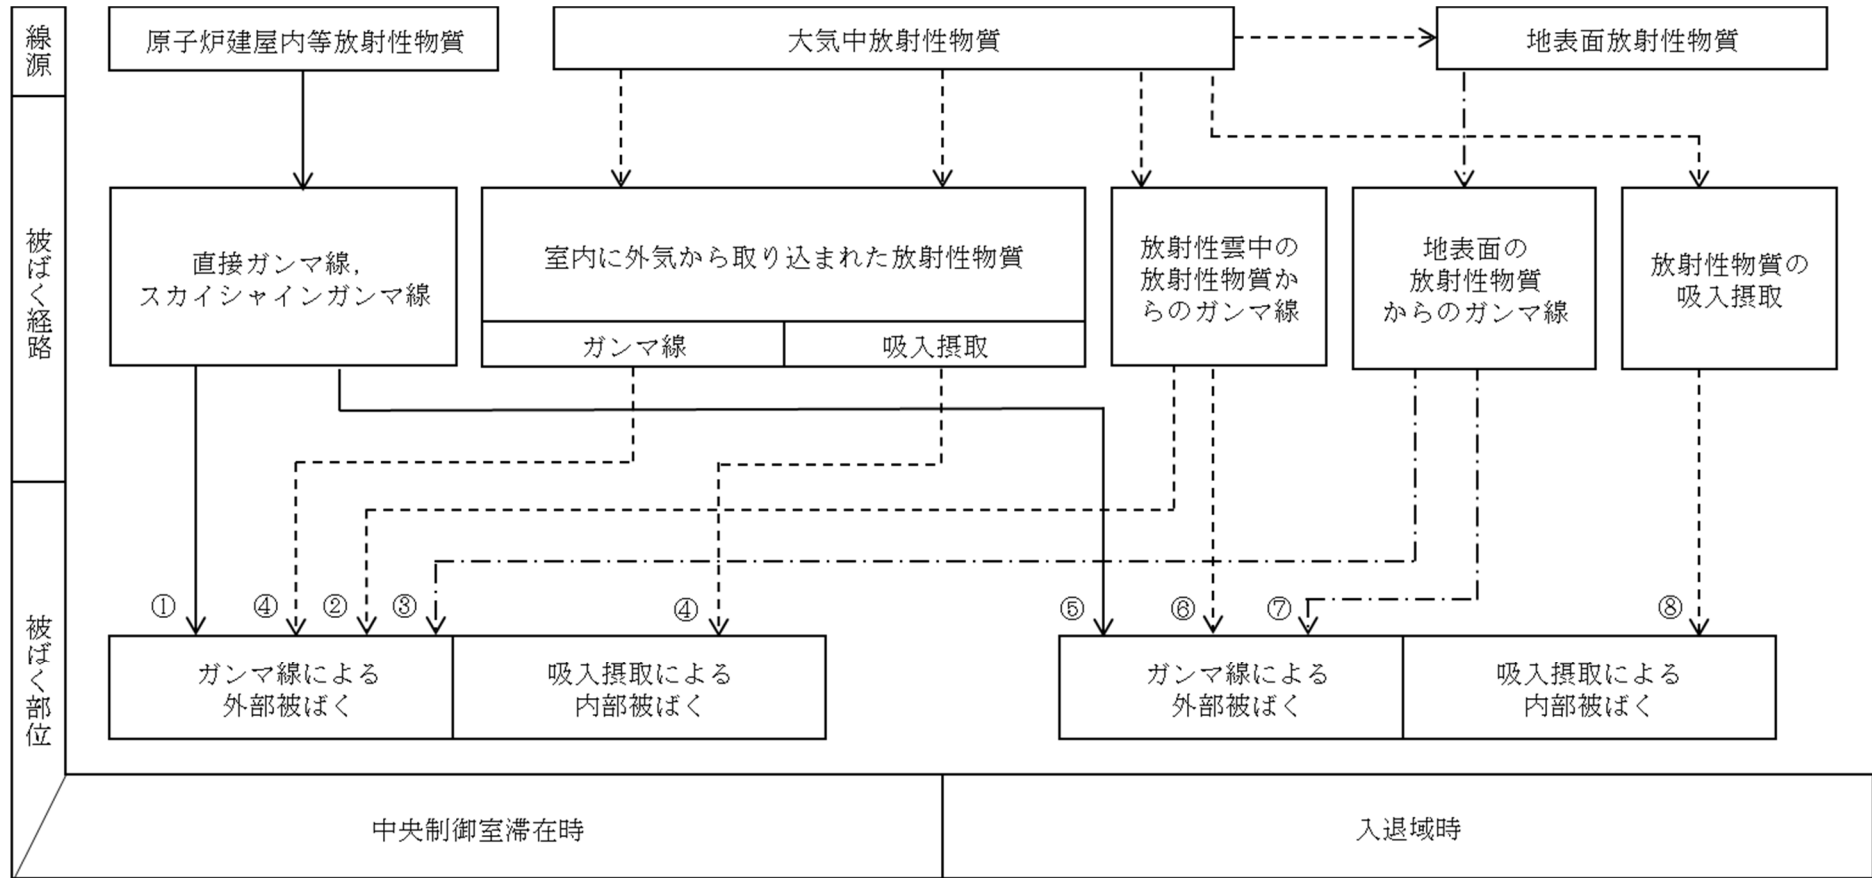 線源
原子炉建屋内等放射性物質
大気中放射性物質
地表面放射性物質
被ばく経路
直接ガンマ線,
スカイシャインガンマ線
室内に外気から取り込まれた放射性物質
ガンマ線
吸入摂取
放射性雲中の
放射性物質か
らのガンマ線
地表面の
放射性物質
からのガンマ線
放射性物質の
吸入摂取
被ばく部位
①
④
②
③
④
⑤
⑥
⑦
⑧
ガンマ線による
外部被ばく
吸入摂取による
内部被ばく
ガンマ線による
外部被ばく
吸入摂取による
内部被ばく
中央制御室滞在時
入退域時